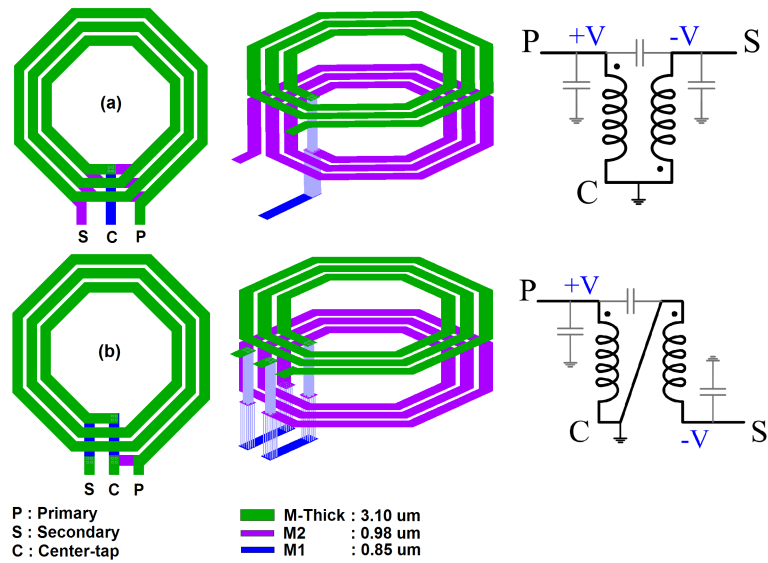 (a)
S C P
P +V -V S
C
(b)
S C P
P +V
C -V S
P : Primary
S : Secondary
C : Center-tap
M-Thick : 3.10 um
M2 : 0.98 um
M1 : 0.85 um